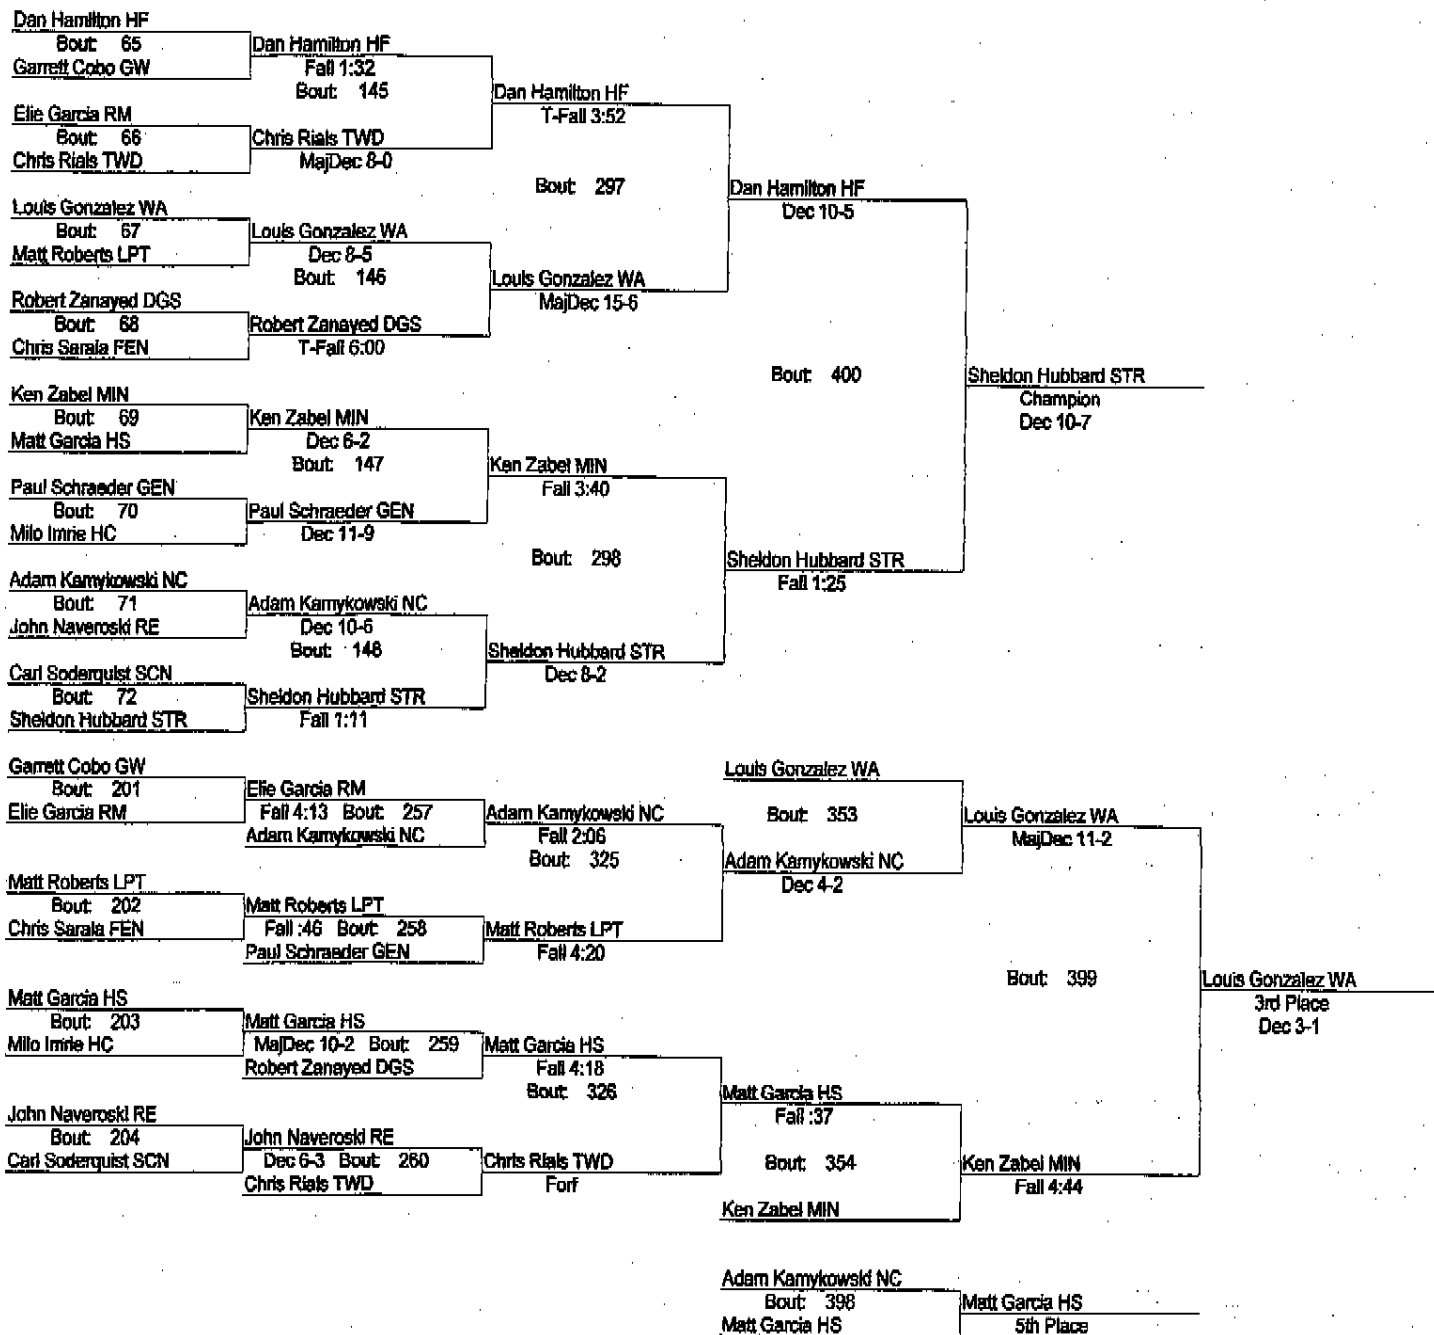 Dan Hamilton HF
Bout: 65
Garrett Cobo GW
Dan Hamilton HF
Fall 1:32
Bout: 145
Elie Garcia RM
Bout: 66
Chris Rials TWD
Chris Rials TWD
MajDec 8-0
Dan Hamilton HF
T-Fall 3:52
Bout: 297
Louis Gonzalez WA
Bout: 67
Matt Roberts LPT
Louis Gonzalez WA
Dec 8-5
Bout: 146
Robert Zanayed DGS
Bout: 68
Chris Sarala FEN
Robert Zanayed DGS
T-Fall 6:00
Louis Gonzalez WA
MajDec 15-6
Dan Hamilton HF
Dec 10-5
Bout: 400
Ken Zabel MIN
Bout: 69
Matt Garcia HS
Ken Zabel MIN
Dec 6-2
Bout: 147
Paul Schraeder GEN
Bout: 70
Milo Imrie HC
Paul Schraeder GEN
Dec 11-9
Ken Zabel MIN
Fall 3:40
Bout: 298
Adam Kamykowski NC
Bout: 71
John Naveroski RE
Adam Kamykowski NC
Dec 10-6
Bout: 148
Carl Soderquist SCN
Bout: 72
Sheldon Hubbard STR
Sheldon Hubbard STR
Fall 1:11
Sheldon Hubbard STR
Dec 8-2
Sheldon Hubbard STR
Fall 1:25
Sheldon Hubbard STR
Champion
Dec 10-7
Garrett Cobo GW
Bout: 201
Elie Garcia RM
Elie Garcia RM
Fall 4:13 Bout: 257
Adam Kamykowski NC
Adam Kamykowski NC
Fall 2:06
Bout: 325
Matt Roberts LPT
Bout: 202
Chris Sarala FEN
Matt Roberts LPT
Fall :46 Bout: 258
Paul Schraeder GEN
Matt Roberts LPT
Fall 4:20
Louis Gonzalez WA
Bout: 353
Adam Kamykowski NC
Dec 4-2
Louis Gonzalez WA
MajDec 11-2
Bout: 399
Matt Garcia HS
Bout: 203
Milo Imrie HC
Matt Garcia HS
MajDec 10-2 Bout: 259
Robert Zanayed DGS
Matt Garcia HS
Fall 4:18
Bout: 326
John Naveroski RE
Bout: 204
Carl Soderquist SCN
John Naveroski RE
Dec 6-3 Bout: 260
Chris Rials TWD
Chris Rials TWD
Forf
Matt Garcia HS
Fall :37
Bout: 354
Ken Zabel MIN
Ken Zabel MIN
Fall 4:44
Louis Gonzalez WA
3rd Place
Dec 3-1
Adam Kamykowski NC
Bout: 398
Matt Garcia HS
Matt Garcia HS
5th Place